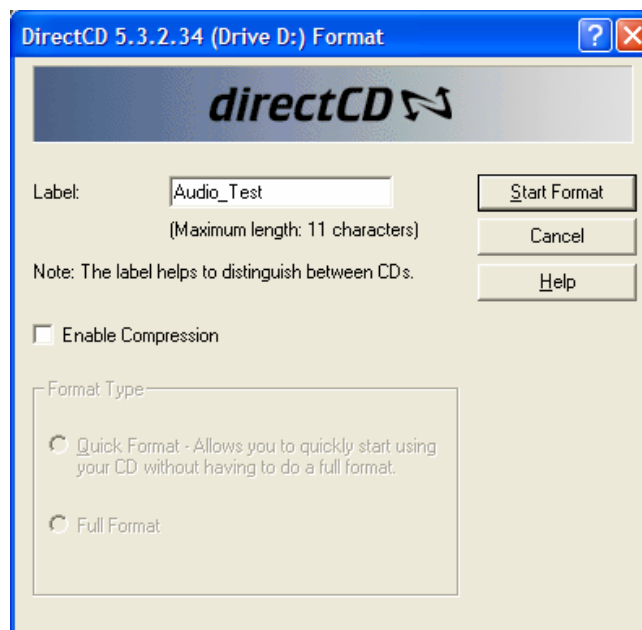 DirectCD 5.3.2.34 (Drive D:) Format
directCD
Label:
Audio_Test
Start Format
(Maximum length: 11 characters)
Cancel
Note: The label helps to distinguish between CDs.
Help
Enable Compression
Format Type
Quick Format - Allows you to quickly start using
your CD without having to do a full format.
Full Format